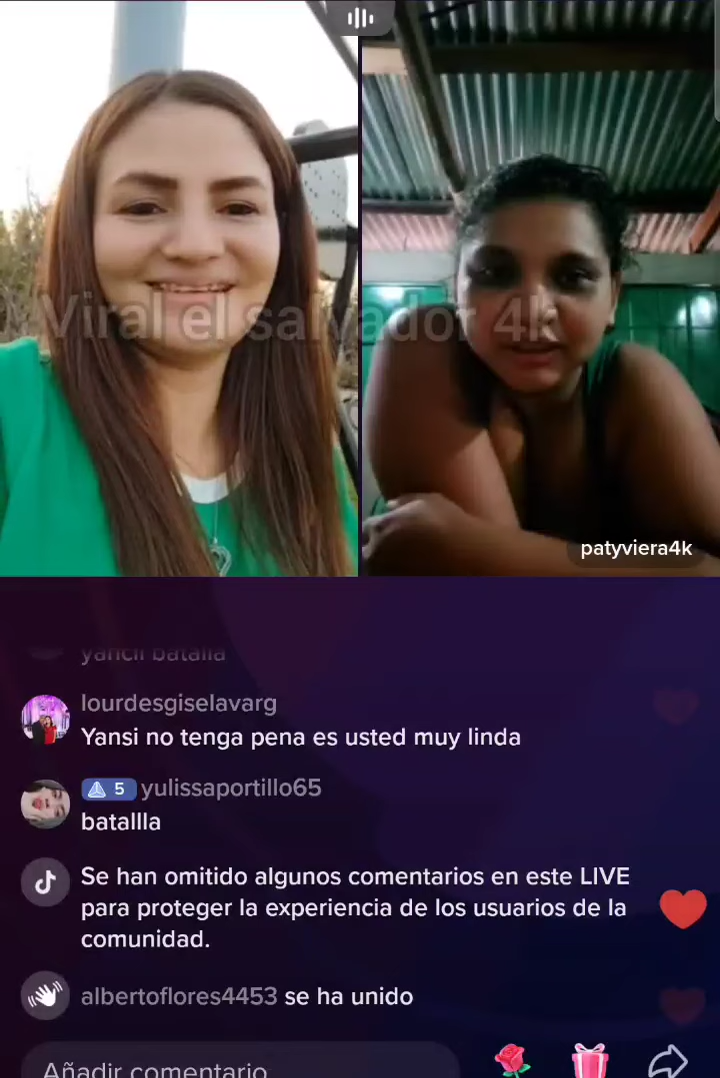 Viral el salvador 4k
patyviera4k
yancil batalla
lourdesgiselavarg
Yansi no tenga pena es usted muy linda
5 yulissaportillo65
batallla
Se han omitido algunos comentarios en este LIVE
para proteger la experiencia de los usuarios de la
comunidad.
albertoflores4453 se ha unido
Añadir comentario